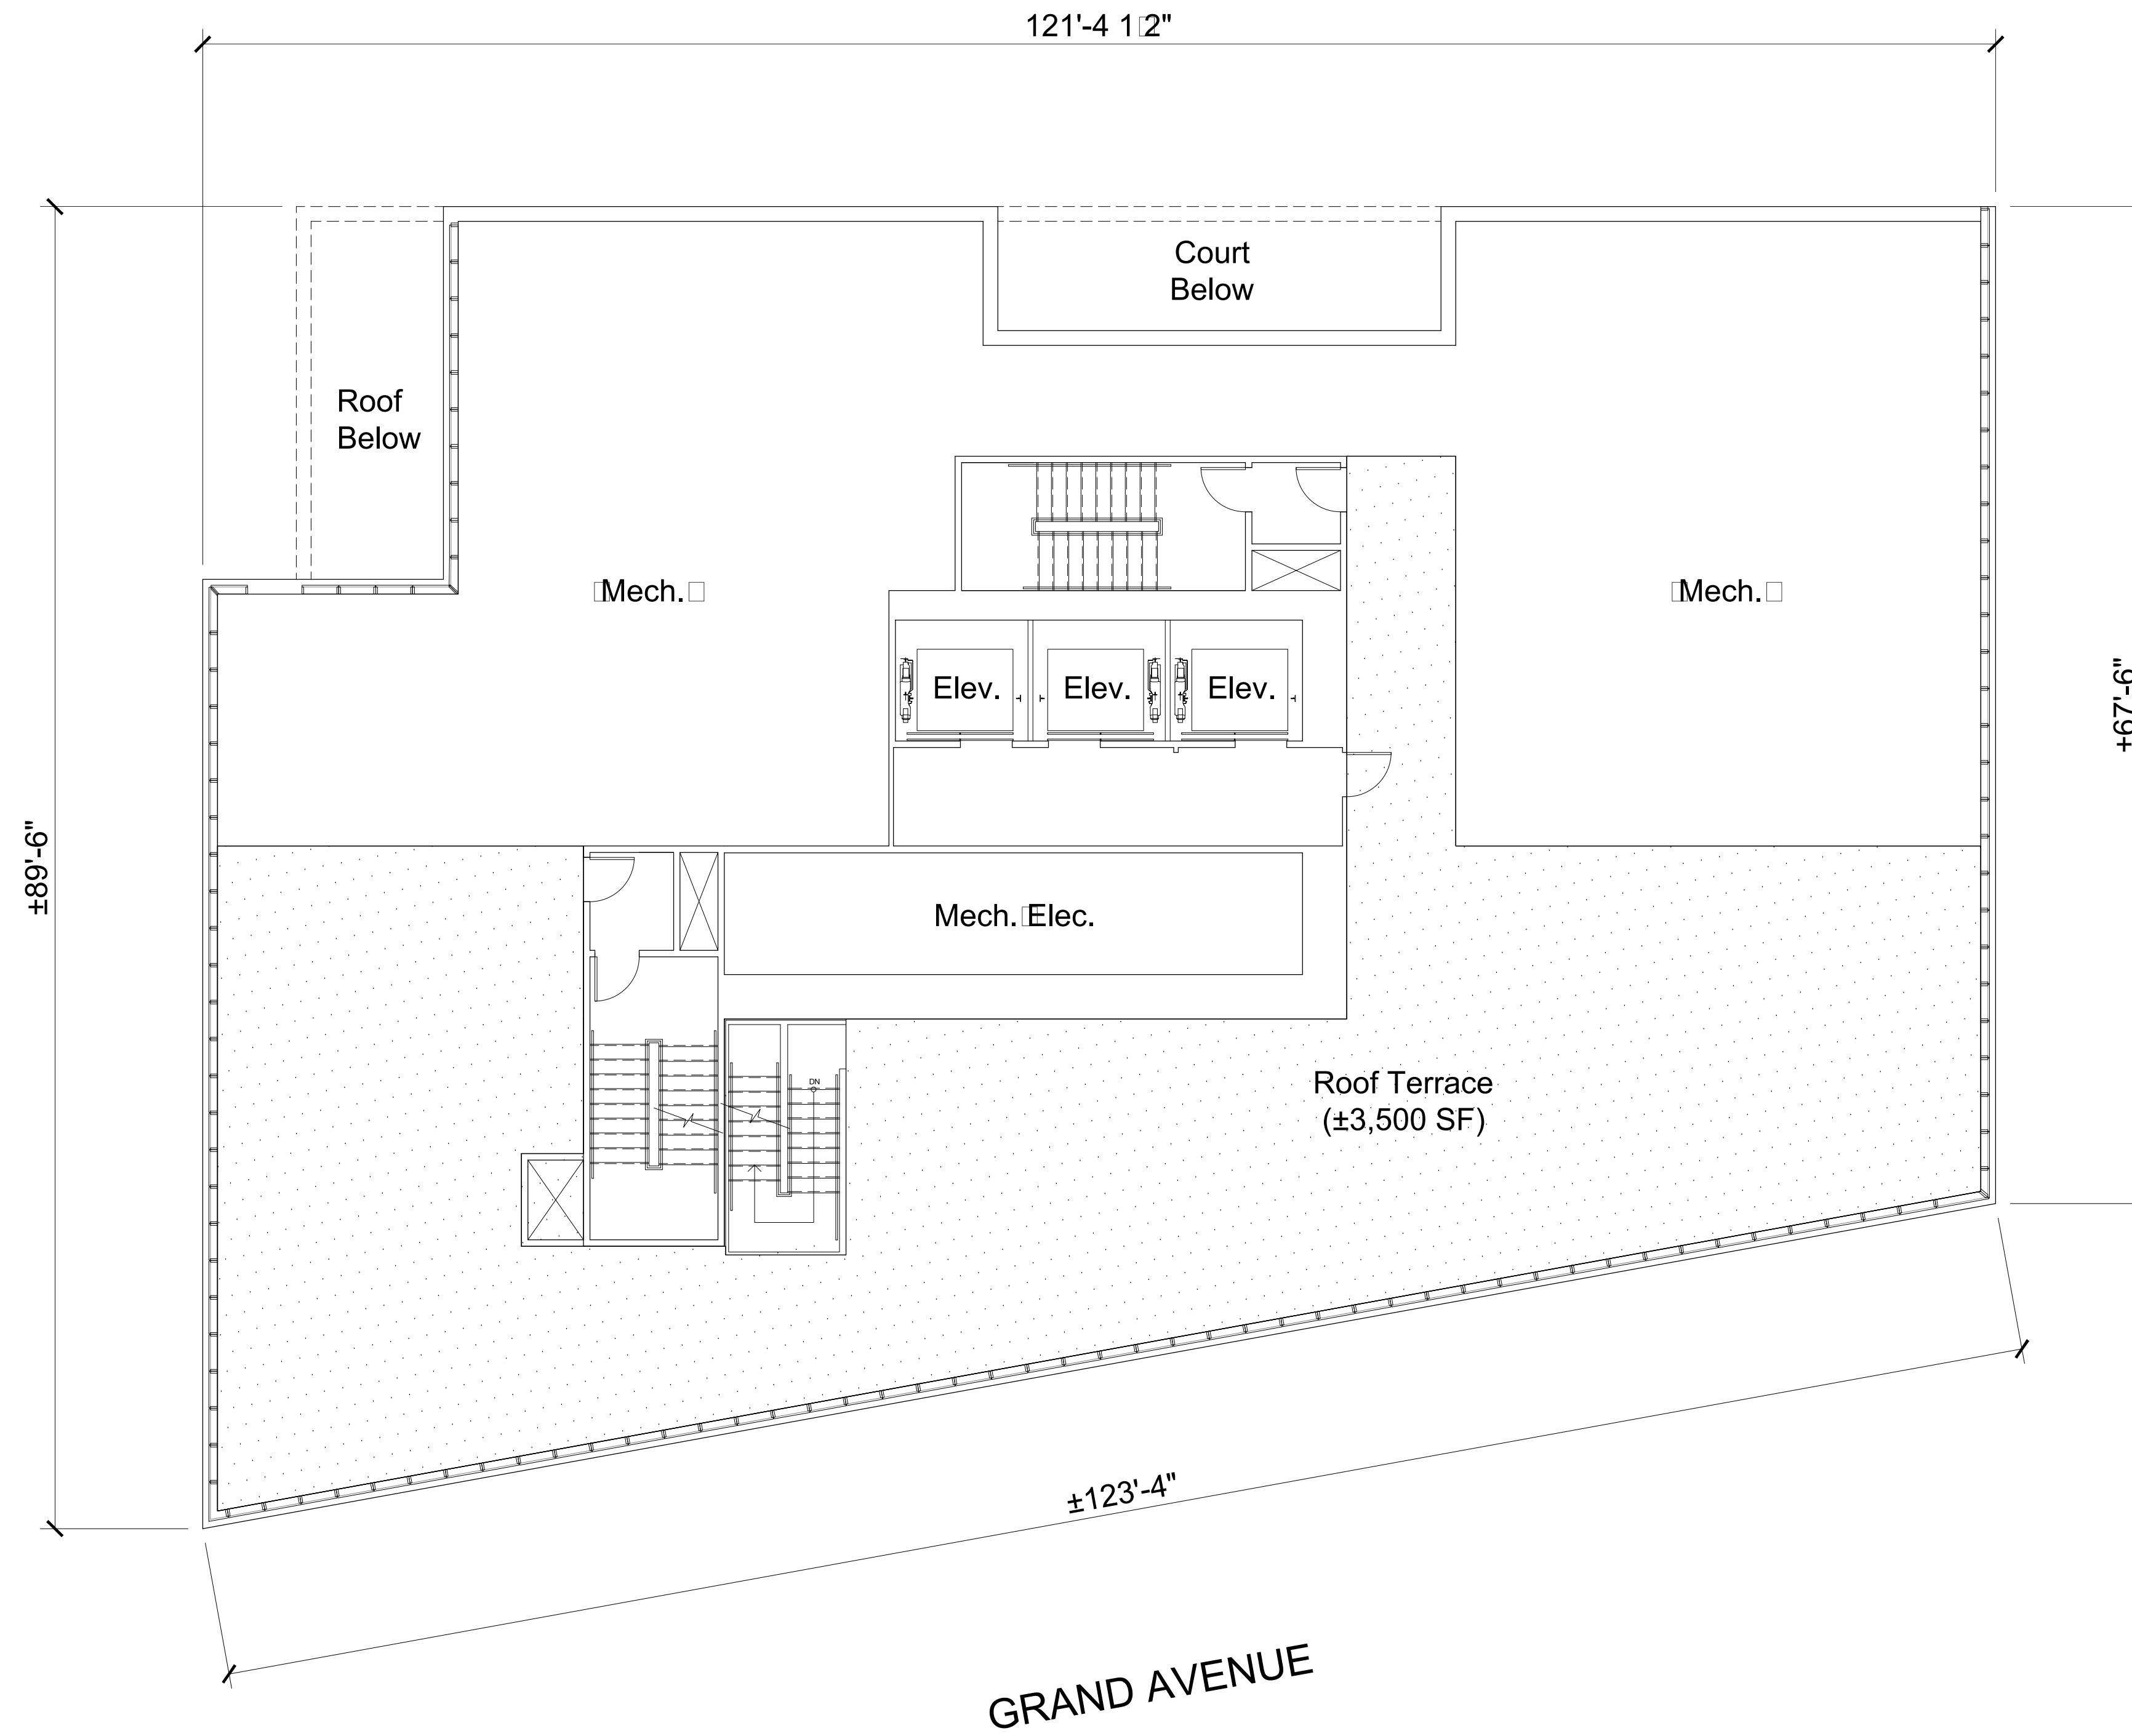 121'-4 1□2"
Court
Below
Roof
Below
□Mech.□
□Mech.□
Elev.
Elev.
Elev.
±67'-6"
±89'-6"
Mech.□Elec.
DN
Roof Terrace
(±3,500 SF)
±123'-4"
GRAND AVENUE